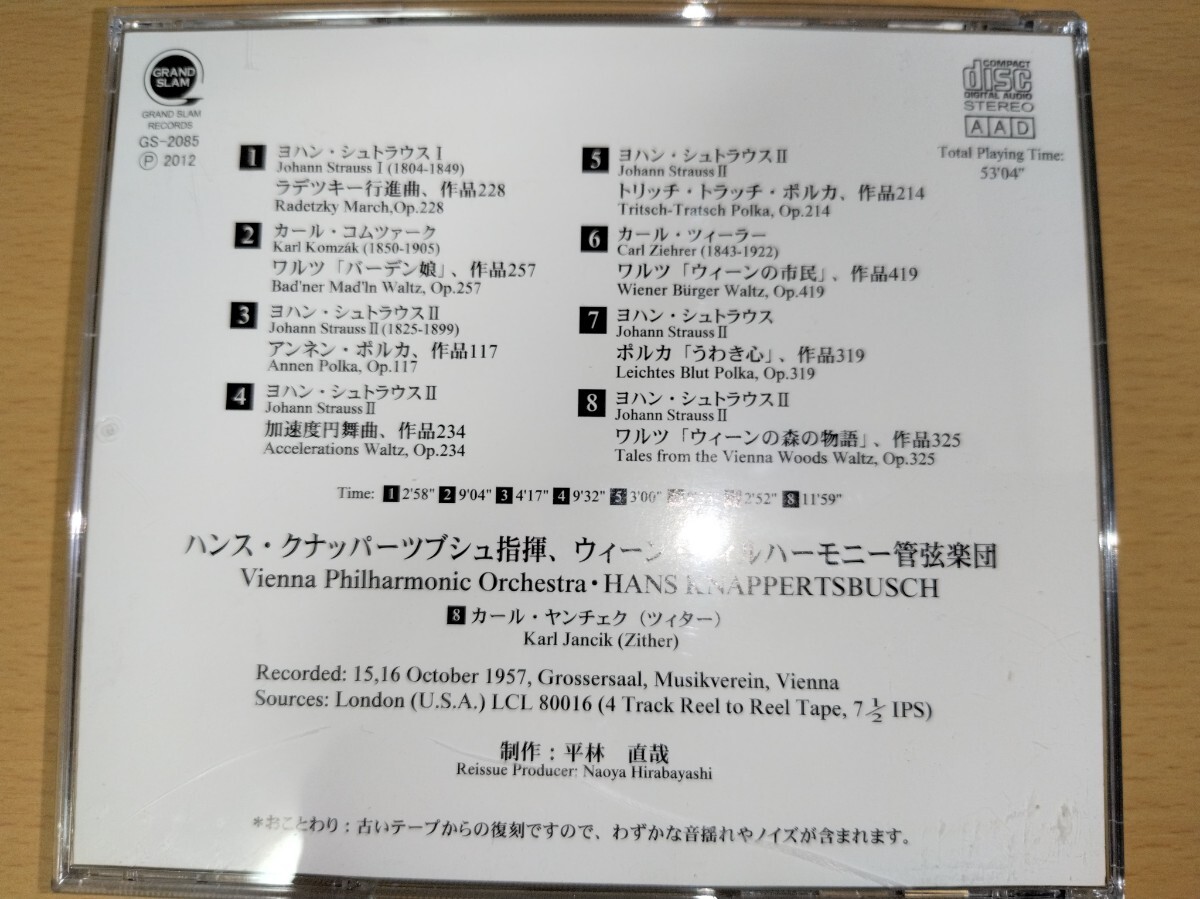 GRAND
SLAM
GRAND SLAM
RECORDS
GS-2085
Ⓟ 2012
COMPACT
disc
DIGITAL AUDIO
STEREO
A A D
Total Playing Time:
53'04"
1 ヨハン・シュトラウスⅠ
Johann StraussⅠ(1804-1849)
ラデツキー行進曲、作品228
Radetzky March,Op.228
2 カール・コムツァーク
Karl Komzák (1850-1905)
ワルツ「バーデン娘」、作品257
Bad'ner Mad'ln Waltz, Op.257
3 ヨハン・シュトラウスⅡ
Johann StraussⅡ(1825-1899)
アンネン・ポルカ、作品117
Annen Polka, Op.117
4 ヨハン・シュトラウスⅡ
Johann StraussⅡ
加速度円舞曲、作品234
Accelerations Waltz, Op.234
5 ヨハン・シュトラウスⅡ
Johann StraussⅡ
トリッチ・トラッチ・ポルカ、作品214
Tritsch-Tratsch Polka, Op.214
6 カール・ツィーラー
Carl Ziehrer (1843-1922)
ワルツ「ウィーンの市民」、作品419
Wiener Bürger Waltz, Op.419
7 ヨハン・シュトラウス
Johann StraussⅡ
ポルカ「うわき心」、作品319
Leichtes Blut Polka, Op.319
8 ヨハン・シュトラウスⅡ
Johann StraussⅡ
ワルツ「ウィーンの森の物語」、作品325
Tales from the Vienna Woods Waltz, Op.325
Time: 1 2'58" 2 9'04" 3 4'17" 4 9'32" 5 3'00" 2'52" 8 11'59"
ハンス・クナッパーツブシュ指揮、ウィーン ルハーモニー管弦楽団
Vienna Philharmonic Orchestra・HANS KNAPPERTSBUSCH
8 カール・ヤンチェク（ツィター）
Karl Jancik (Zither)
Recorded: 15,16 October 1957, Grossersaal, Musikverein, Vienna
Sources: London (U.S.A.) LCL 80016 (4 Track Reel to Reel Tape, 7 1/2 IPS)
制作：平林 直哉
Reissue Producer: Naoya Hirabayashi
*おことわり：古いテープからの復刻ですので、わずかな音揺れやノイズが含まれます。